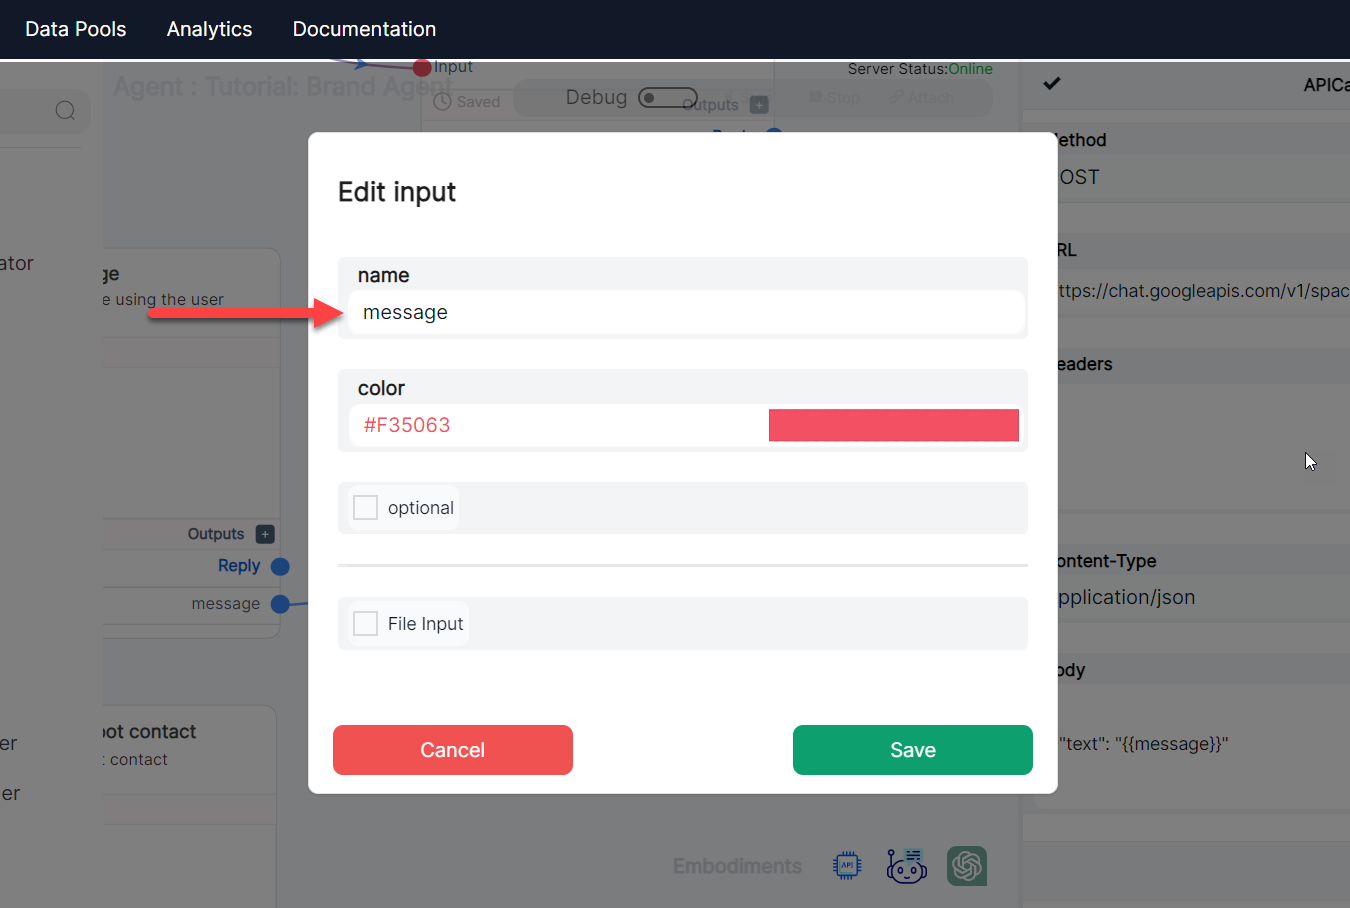 Data Pools Analytics Documentation
Input
Server Status:Online
Agent : Tutorial: Brand Agent
Saved
Debug
Outputs +
Stop
Attach
APICa
ethod
OST
Edit input
RL
ator
ge
name
ttps://chat.googleapis.com/v1/spac
e using the user
message
eaders
color
#F35063
optional
Outputs +
ontent-Type
Reply
pplication/json
message
File Input
ody
ot contact
er
"text": "{{message}}"
Cancel
Save
t contact
er
Embodiments
API